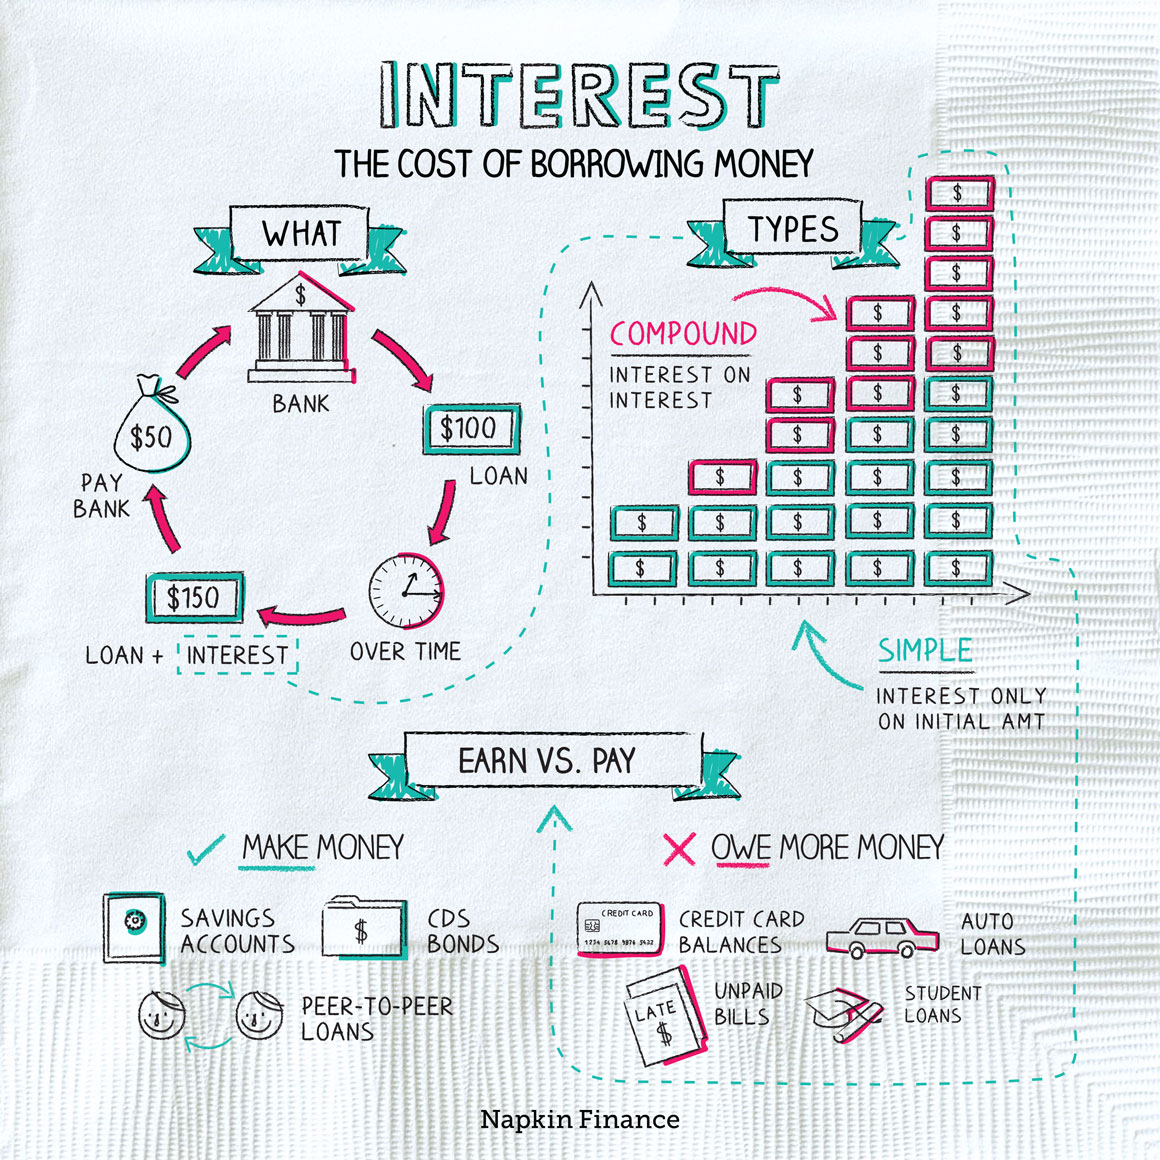 INTEREST
THE COST OF BORROWING MONEY
WHAT
$
BANK
$100
LOAN
OVER TIME
$150
LOAN + INTEREST
$50
PAY
BANK
TYPES
COMPOUND
INTEREST ON
INTEREST
$
$
$
$ $
$ $
$ $ $
$ $ $
$ $ $ $
$ $ $ $ $
$ $ $ $ $
SIMPLE
INTEREST ONLY
ON INITIAL AMT
EARN VS. PAY
MAKE MONEY
SAVINGS
ACCOUNTS
$
CDS
BONDS
PEER-TO-PEER
LOANS
OWE MORE MONEY
CREDIT CARD
1234 5678 9876 5432
CREDIT CARD
BALANCES
AUTO
LOANS
LATE
$
UNPAID
BILLS
STUDENT
LOANS
Napkin Finance